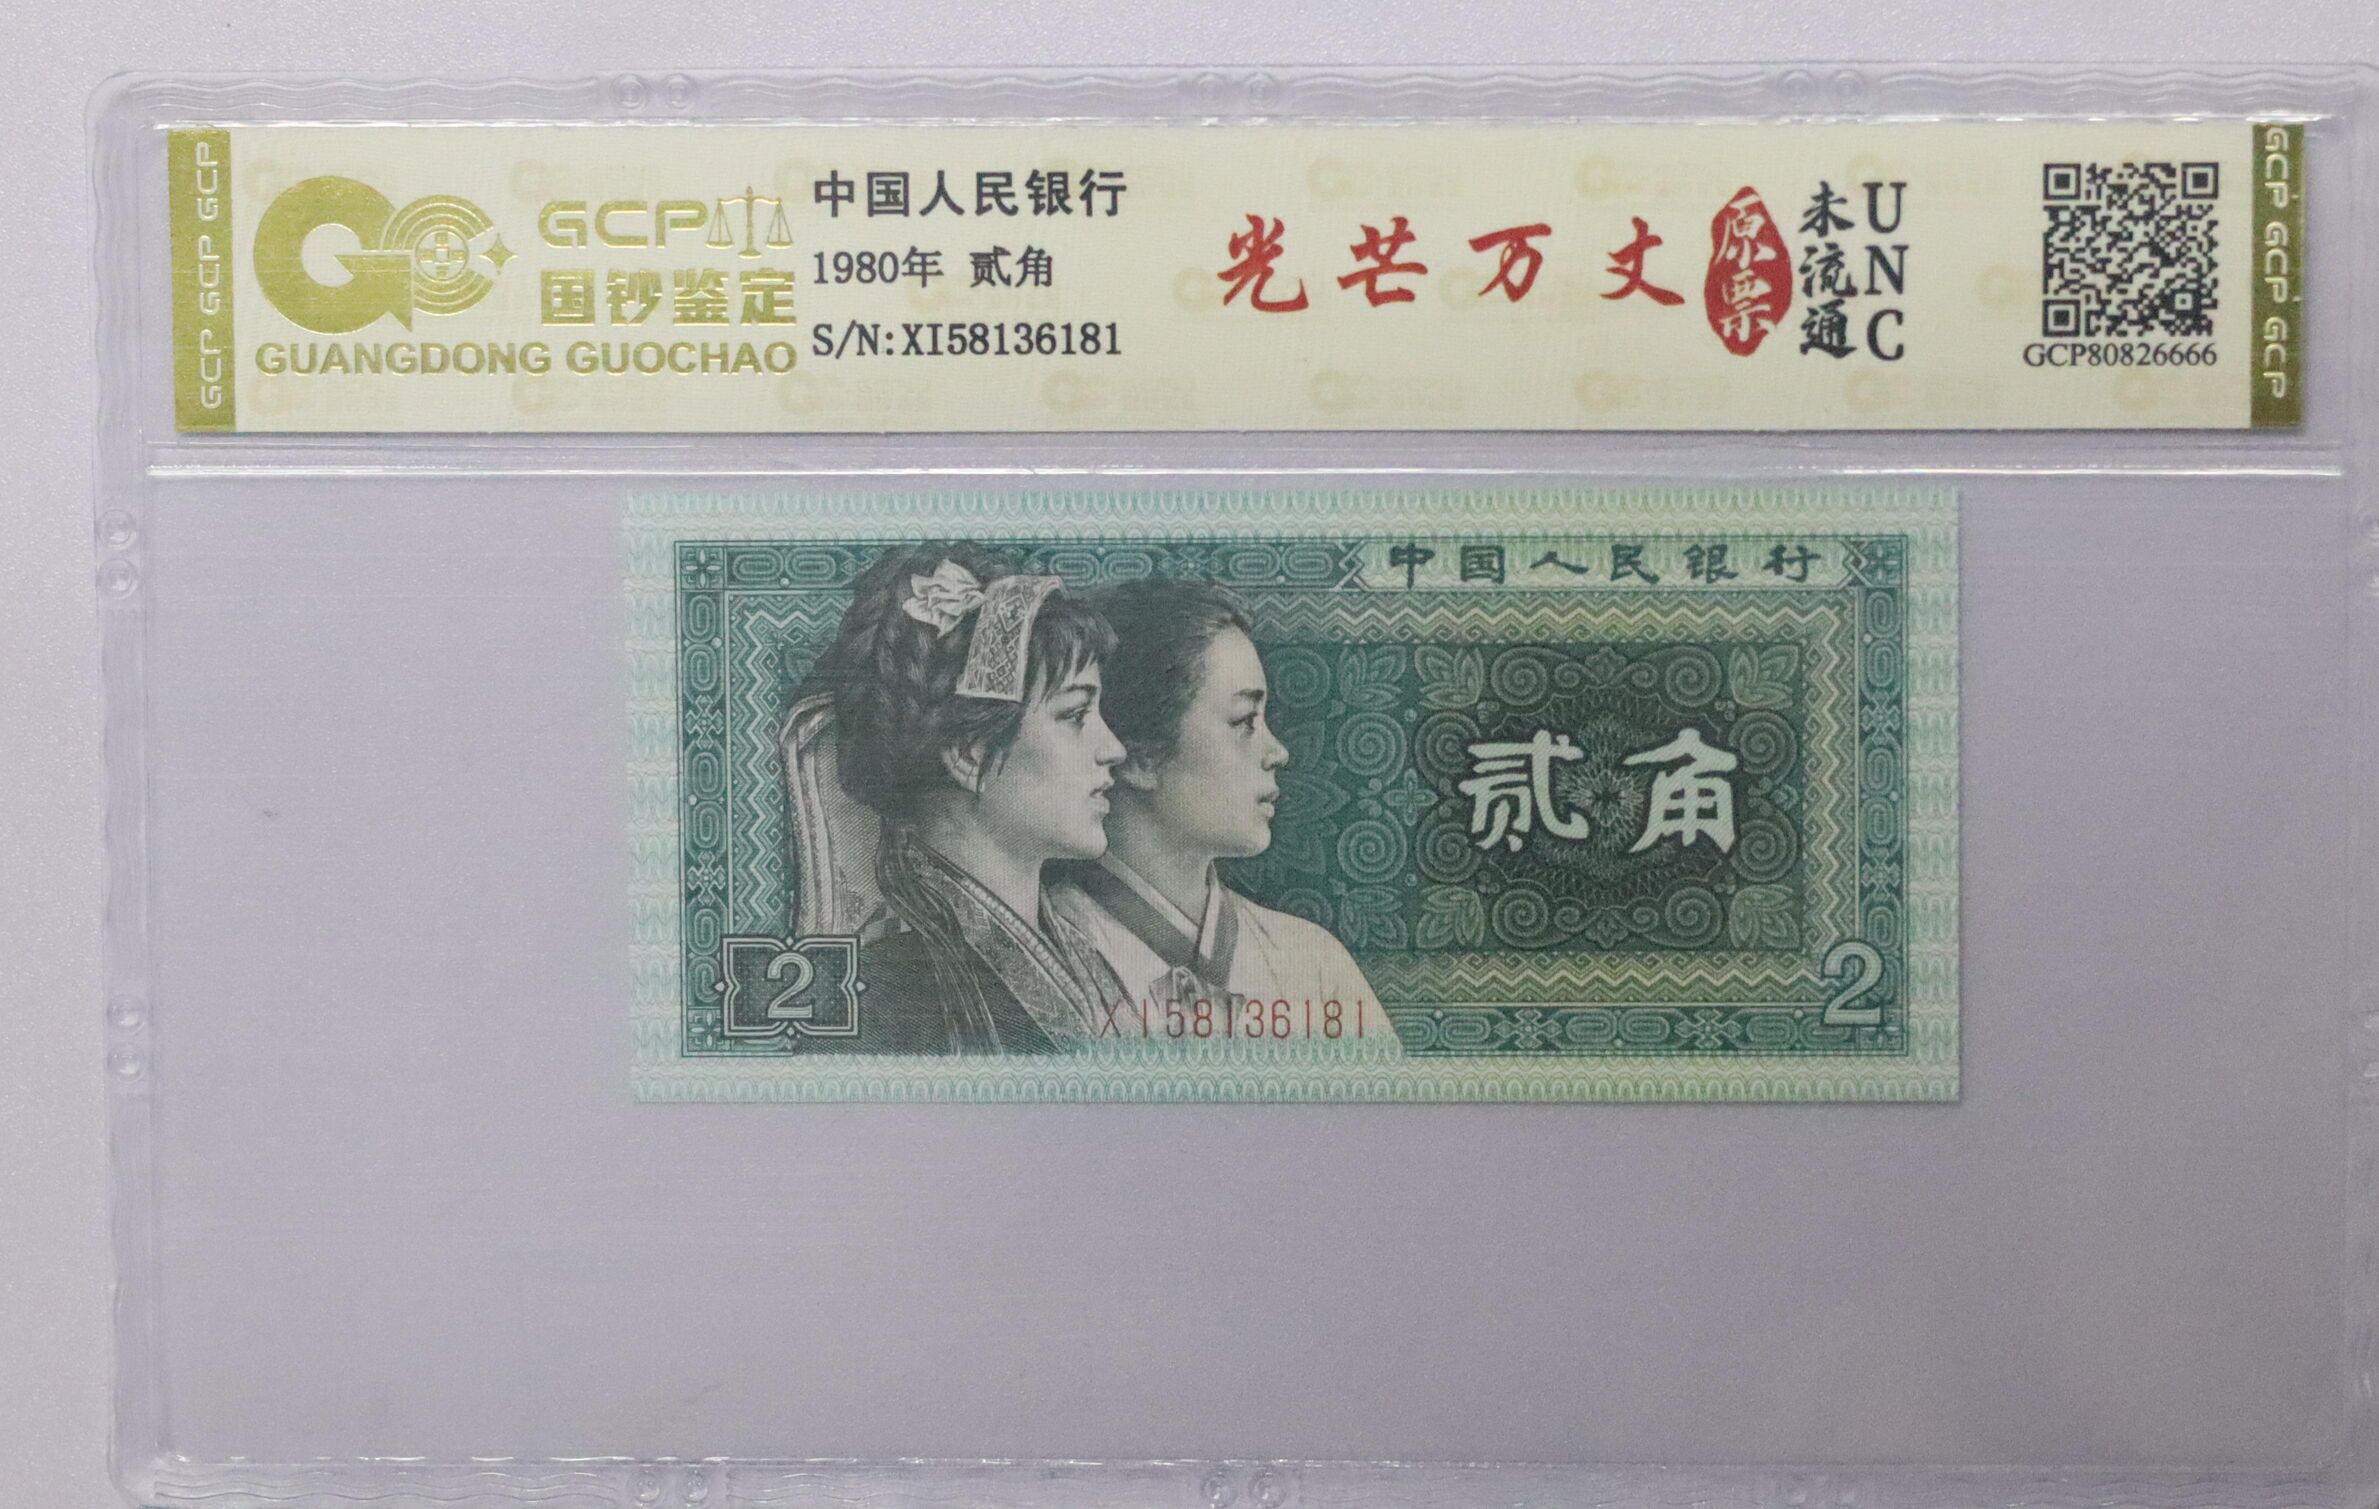 GCP GCP GCP
GCP
国钞鉴定
GUANGDONG GUOCHAO
中国人民银行
1980年 贰角
S/N:XI58136181
光芒万丈
原票
未流通
UNC
GCP80826666
GCP GCP GCP
中国人民银行
贰角
2
XI58136181
2